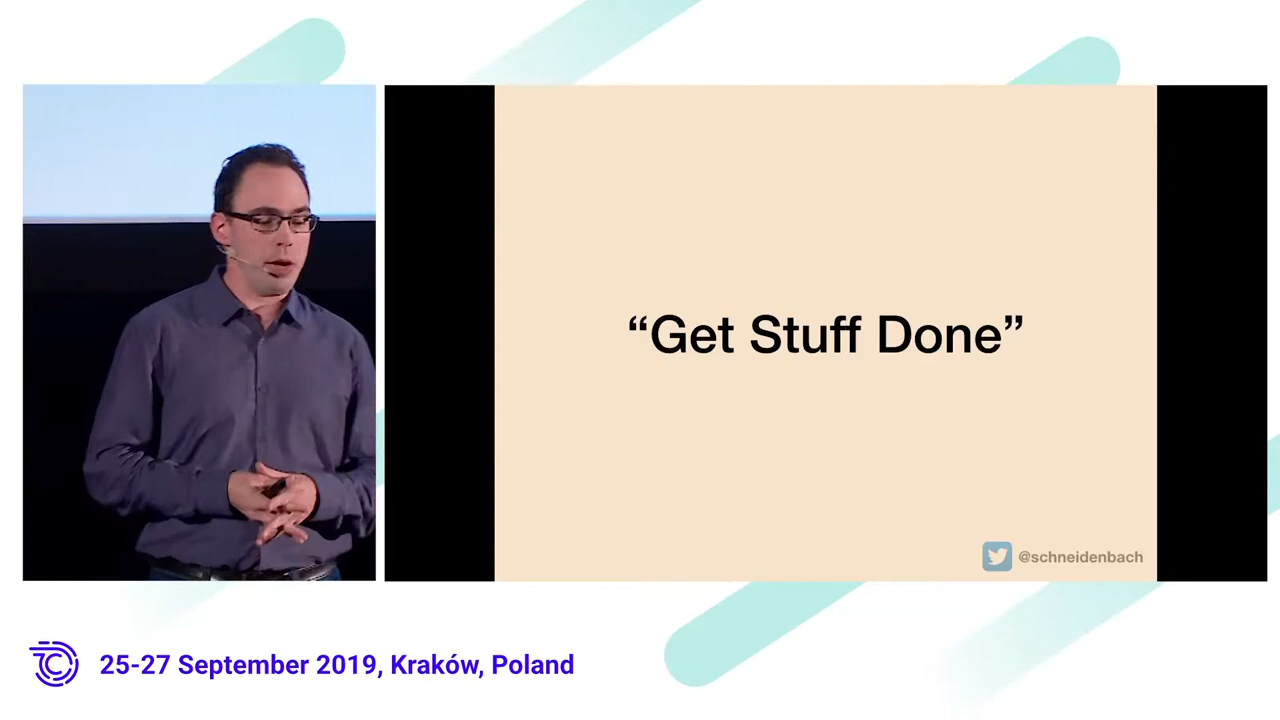 “Get Stuff Done”
@schneidenbach
25-27 September 2019, Kraków, Poland